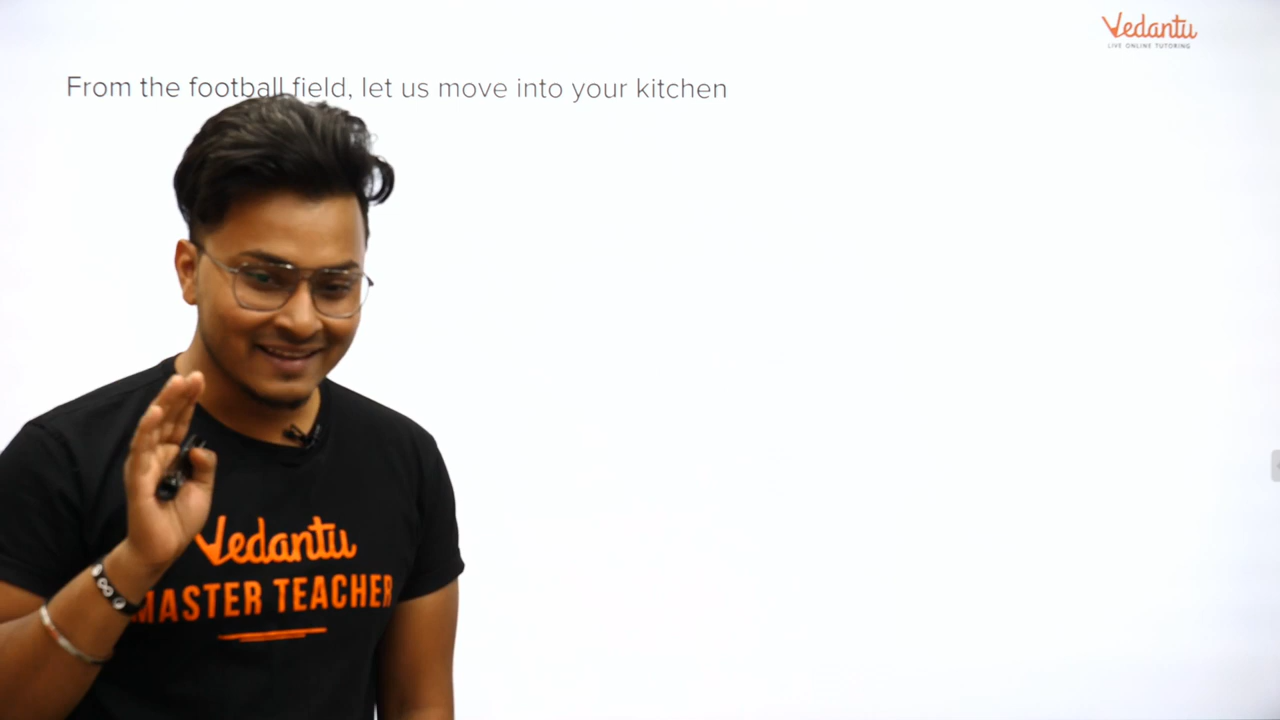 Vedantu
LIVE ONLINE TUTORING
From the football field, let us move into your kitchen
Vedantu
MASTER TEACHER